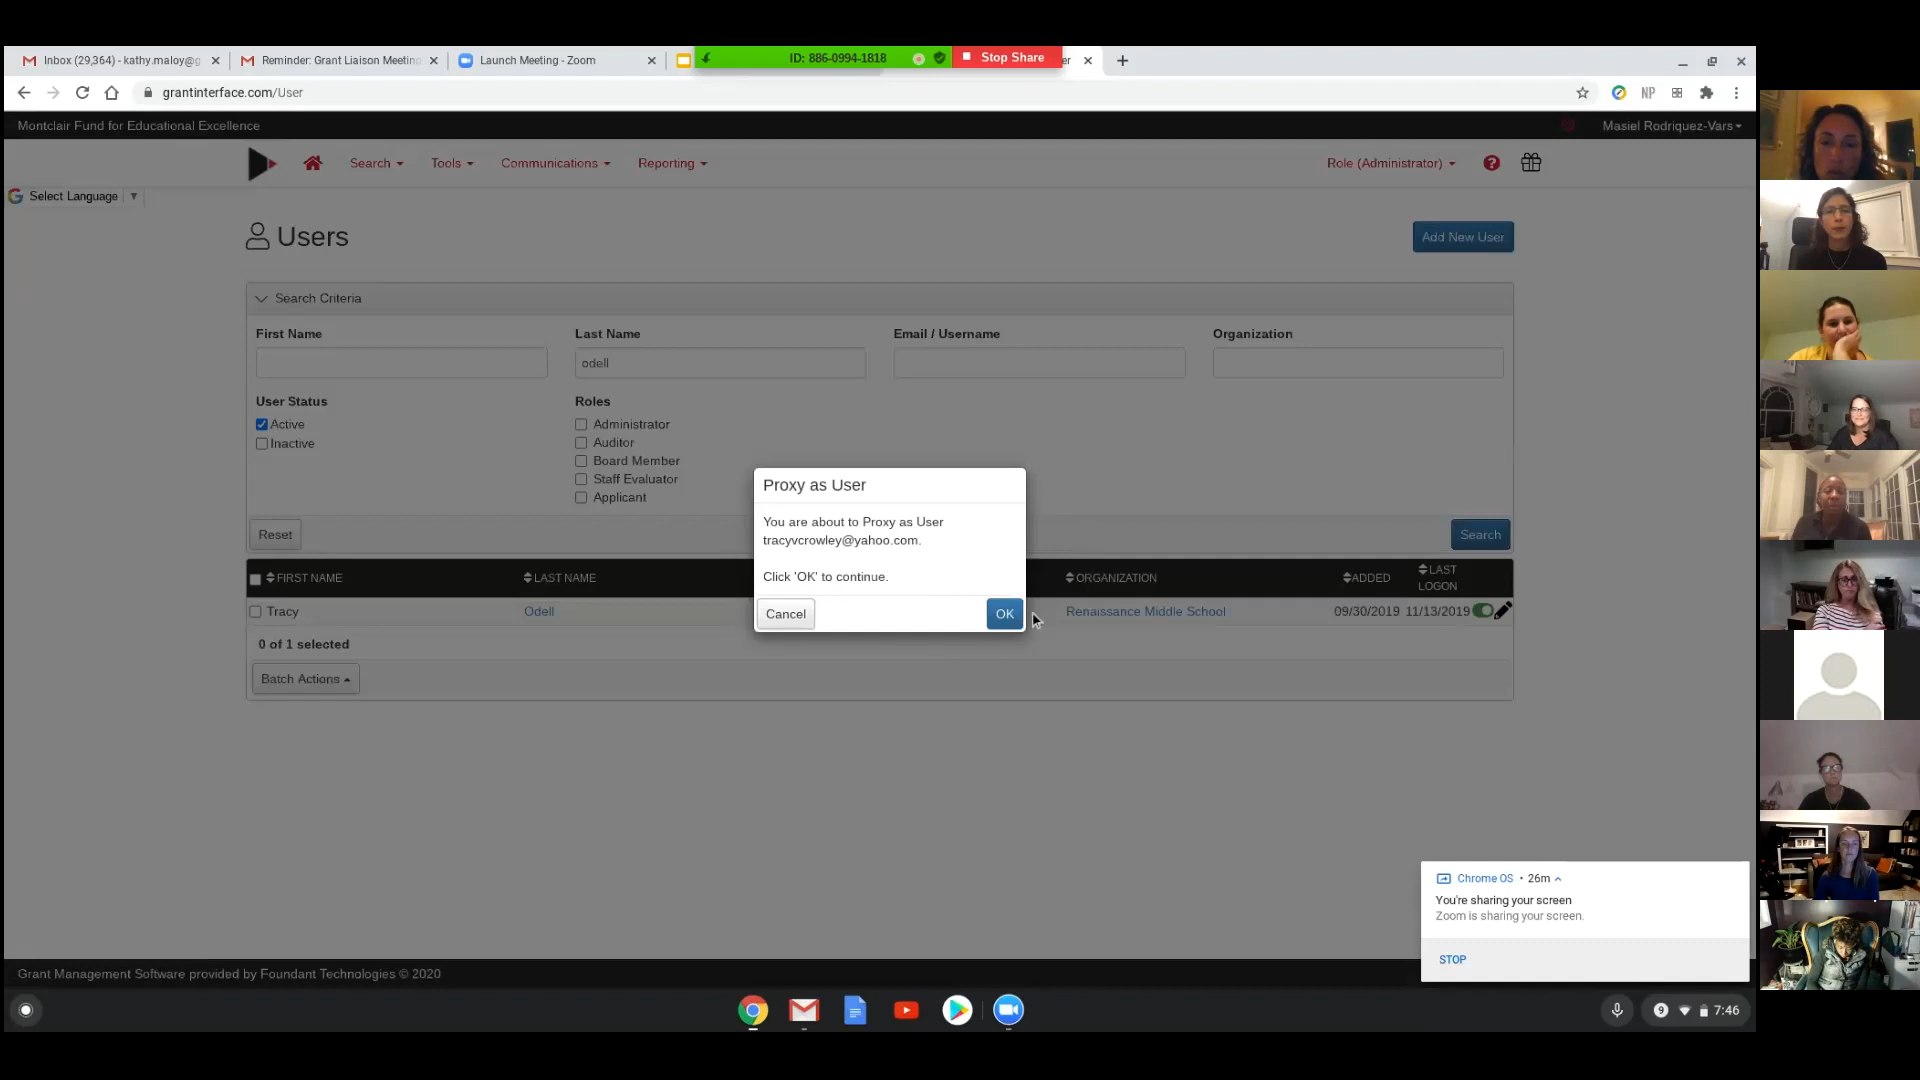 Inbox (29,364) - kathy.maloy@g
Reminder: Grant Liaison Meeting
Launch Meeting - Zoom
ID: 886-0994-1818
Stop Share
er
grantinterface.com/User
NP
Montclair Fund for Educational Excellence
Masiel Rodriquez-Vars
Search
Tools
Communications
Reporting
Role (Administrator)
Select Language
Users
Add New User
Search Criteria
First Name
Last Name
Email / Username
Organization
odell
User Status
Roles
Active
Inactive
Administrator
Auditor
Board Member
Staff Evaluator
Applicant
Reset
Search
Proxy as User
You are about to Proxy as User
tracyvcrowley@yahoo.com.
Click 'OK' to continue.
Cancel
OK
FIRST NAME
LAST NAME
ORGANIZATION
ADDED
LAST
LOGON
Tracy
Odell
Renaissance Middle School
09/30/2019
11/13/2019
0 of 1 selected
Batch Actions
Chrome OS • 26m
You're sharing your screen
Zoom is sharing your screen.
STOP
Grant Management Software provided by Foundant Technologies © 2020
9
7:46